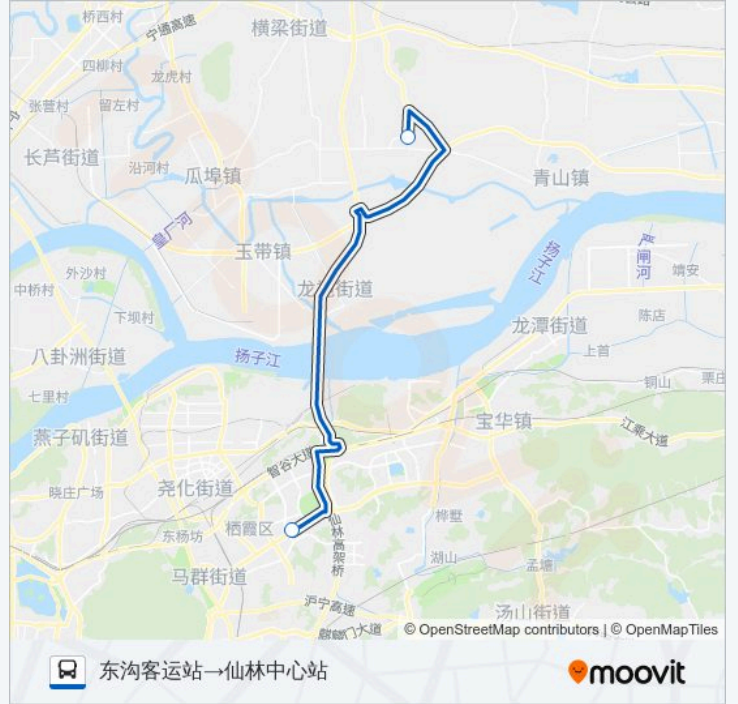 桥西村
宁通高速
横梁街道
四柳村
龙虎村
张营村
留左村
长芦街道
沿河村
瓜埠镇
青山镇
皇厂河
玉带镇
扬子江
严闸河
外沙村
靖安
中桥村
龙袍街道
下坝村
陈店
龙潭街道
八卦洲街道
扬子江
上首
铜山
栗庄
七里村
宝华镇
江乘大道
燕子矶街道
智谷大道
晓庄广场
尧化街道
栖霞区
仙林高架桥
桦墅
东杨坊
湖山
孟塘
马群街道
沪宁高速
汤山街道
麒麟门大道
© OpenStreetMap contributors | © OpenMapTiles
东沟客运站→仙林中心站
moovit